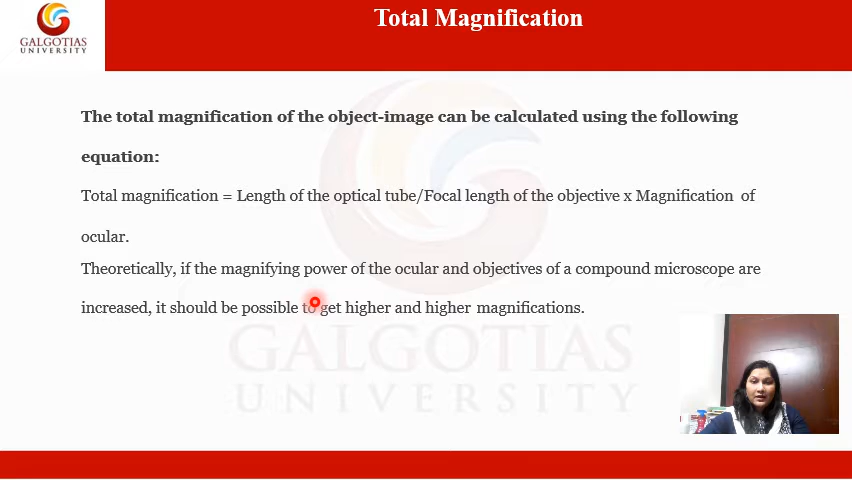 Total Magnification
GALGOTIAS
UNIVERSITY
The total magnification of the object-image can be calculated using the following
equation:
Total magnification = Length of the optical tube/Focal length of the objective x Magnification of
ocular.
Theoretically, if the magnifying power of the ocular and objectives of a compound microscope are
increased, it should be possible to get higher and higher magnifications.
GALGOTIAS
UNIVERSITY